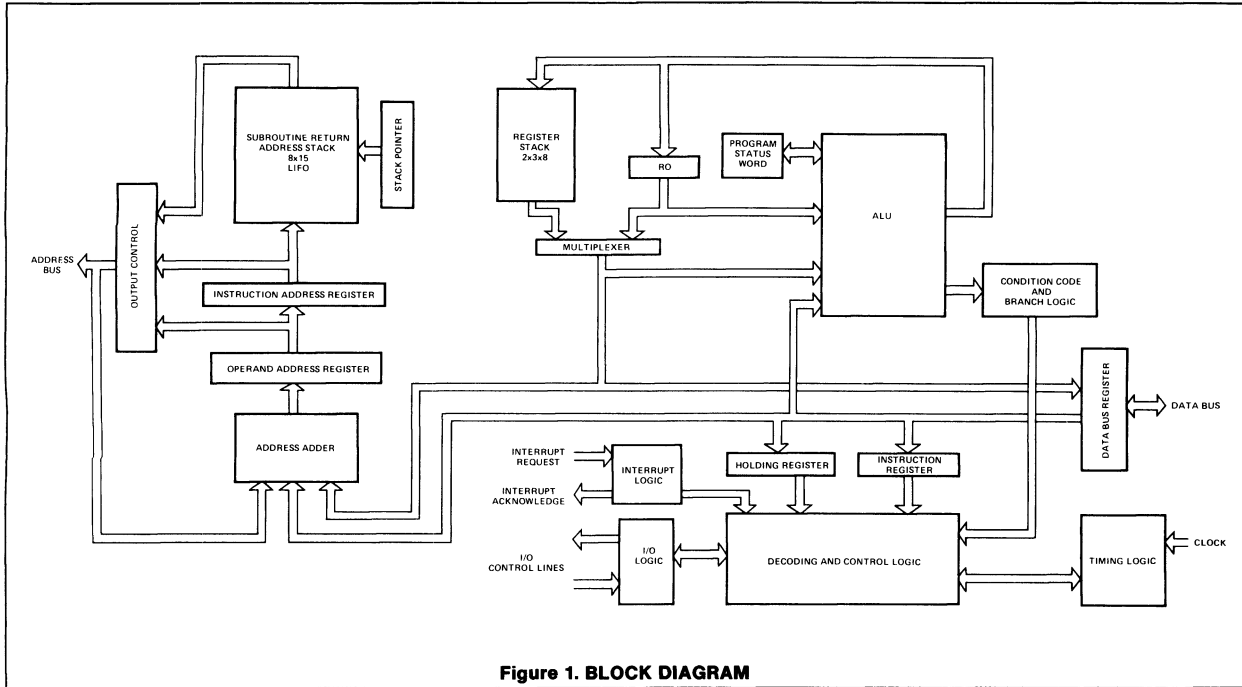 SUBROUTINE RETURN
ADDRESS STACK
8x15
LIFO
STACK POINTER
REGISTER
STACK
2x3x8
PROGRAM
STATUS
WORD
RO
ALU
MULTIPLEXER
ADDRESS
BUS
OUTPUT CONTROL
INSTRUCTION ADDRESS REGISTER
CONDITION CODE
AND
BRANCH LOGIC
OPERAND ADDRESS REGISTER
DATA BUS REGISTER
DATA BUS
ADDRESS ADDER
INTERRUPT
REQUEST
INTERRUPT
LOGIC
HOLDING REGISTER
INSTRUCTION
REGISTER
INTERRUPT
ACKNOWLEDGE
I/O
CONTROL LINES
I/O
LOGIC
DECODING AND CONTROL LOGIC
TIMING LOGIC
CLOCK
Figure 1. BLOCK DIAGRAM